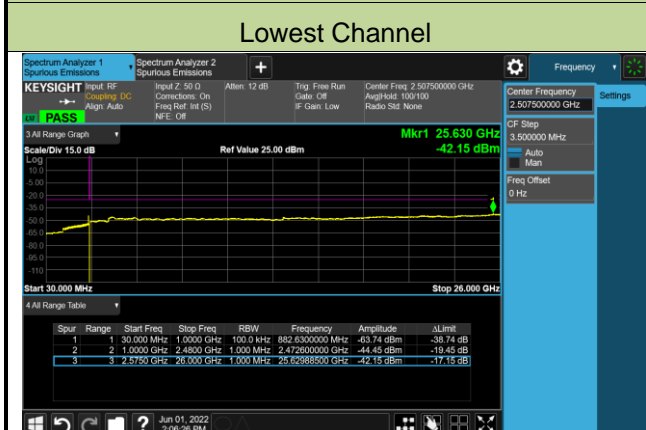 Lowest Channel
Spectrum Analyzer 1
Spurious Emissions
Spectrum Analyzer 2
Spurious Emissions
Frequency
KEYSIGHT
Input: RF
Coupling: DC
Align: Auto
Input Z: 50 Ω
Corrections: On
Freq Ref: Int (S)
NFE: Off
Atten: 12 dB
Trig: Free Run
Gate: Off
IF Gain: Low
Center Freq: 2.507500000 GHz
Avg|Hold: 100/100
Radio Std: None
PASS
Center Frequency
2.507500000 GHz
Settings
CF Step
3.500000 MHz
Auto
Man
Freq Offset
0 Hz
3 All Range Graph
Mkr1 25.630 GHz
Scale/Div 15.0 dB
Ref Value 25.00 dBm
-42.15 dBm
Log
10.0
-5.00
-20.0
-35.0
-50.0
-65.0
-80.0
-95.0
-110
1
Start 30.000 MHz
Stop 26.000 GHz
4 All Range Table
Spur Range Start Freq Stop Freq RBW Frequency Amplitude ΔLimit
1 1 30.000 MHz 1.0000 GHz 100.0 kHz 882.6300000 MHz -63.74 dBm -38.74 dB
2 2 1.0000 GHz 2.4800 GHz 1.000 MHz 2.472600000 GHz -44.45 dBm -19.45 dB
3 3 2.5750 GHz 26.000 GHz 1.000 MHz 25.62988500 GHz -42.15 dBm -17.15 dB
?
Jun 01, 2022
2:06:26 PM